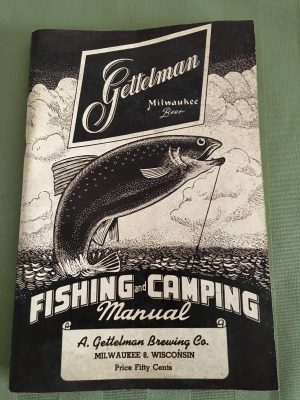 Gettelman
Milwaukee
Beer
FISHING and CAMPING
Manual
A. Gettelman Brewing Co.
MILWAUKEE 8, WISCONSIN
Price Fifty Cents